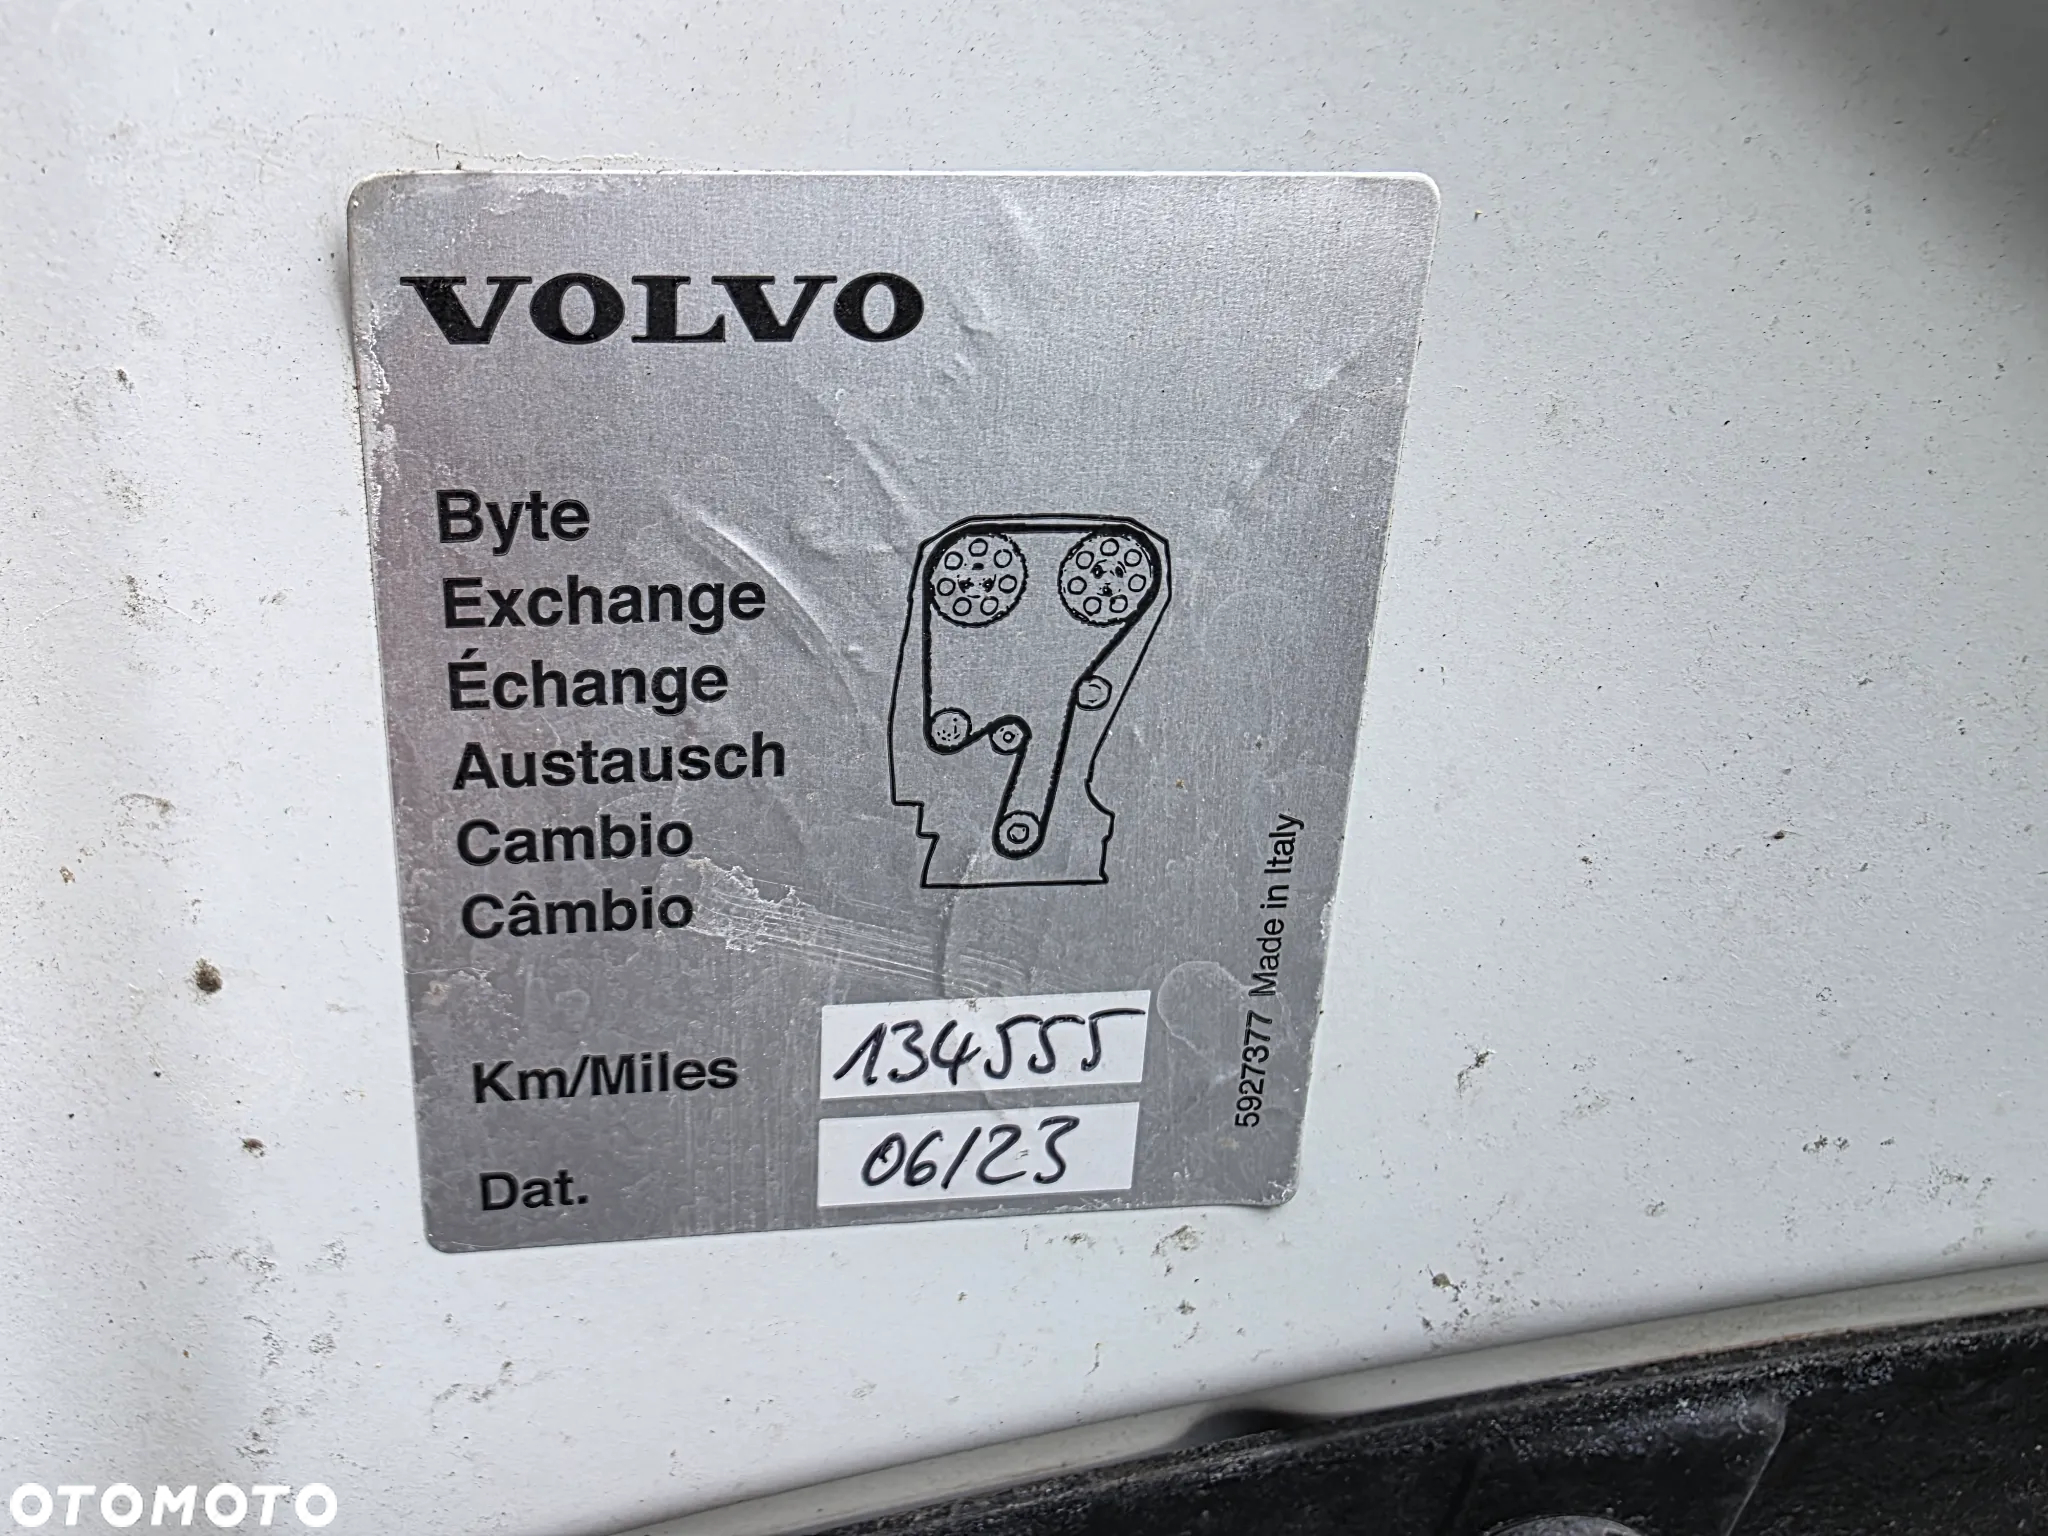 VOLVO
Byte
Exchange
Échange
Austausch
Cambio
Câmbio
Km/Miles 134555
Dat. 06/23
5927377 Made in Italy
OTOMOTO